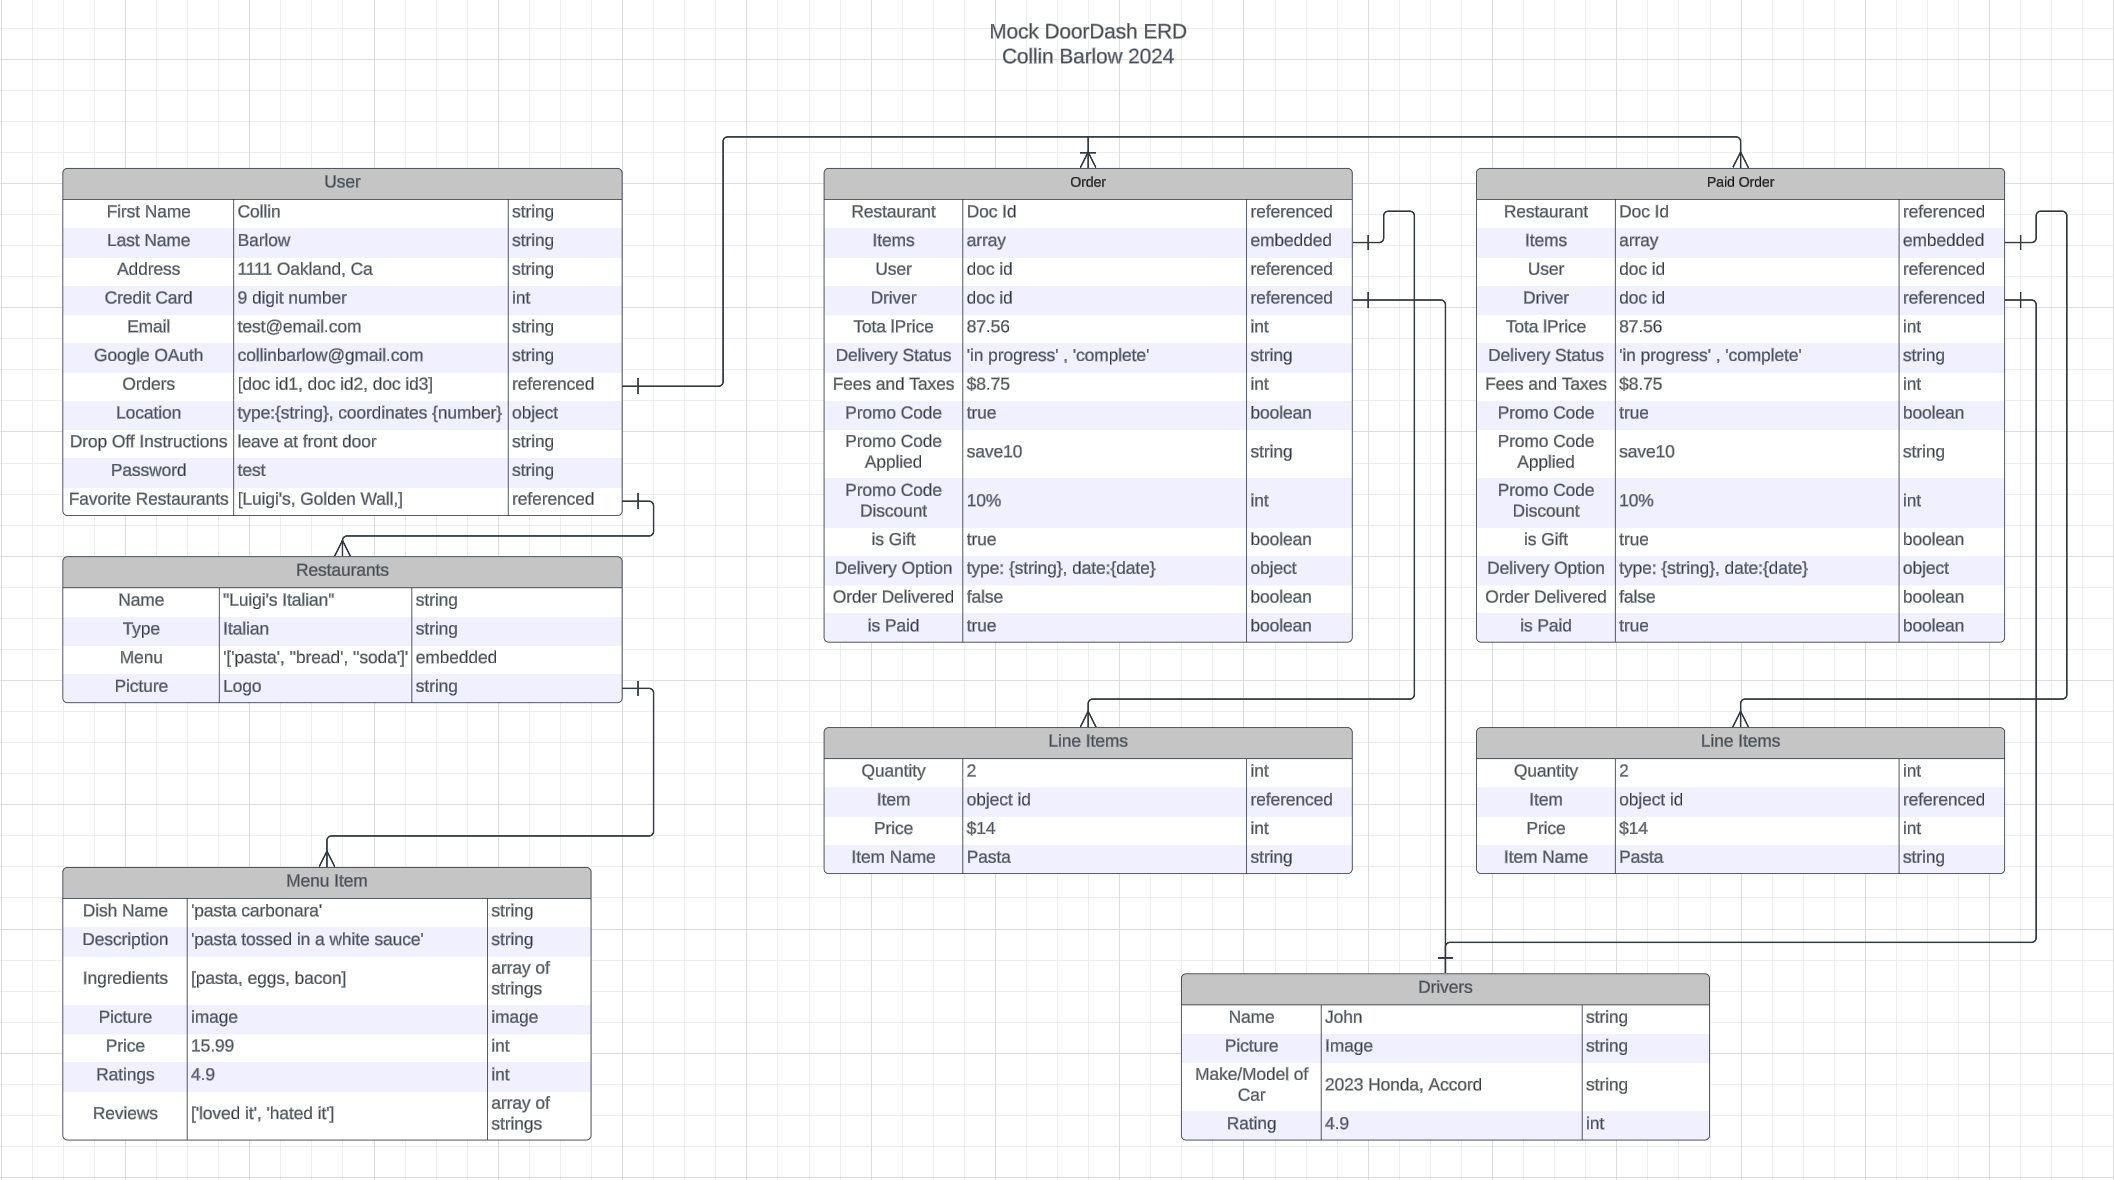 Mock DoorDash ERD
Collin Barlow 2024
User
First Name Collin string
Last Name Barlow string
Address 1111 Oakland, Ca string
Credit Card 9 digit number int
Email test@email.com string
Google OAuth collinbarlow@gmail.com string
Orders [doc id1, doc id2, doc id3] referenced
Location type:{string}, coordinates {number} object
Drop Off Instructions leave at front door string
Password test string
Favorite Restaurants [Luigi's, Golden Wall,] referenced
Restaurants
Name "Luigi's Italian" string
Type Italian string
Menu '['pasta', "bread', "soda']' embedded
Picture Logo string
Menu Item
Dish Name 'pasta carbonara' string
Description 'pasta tossed in a white sauce' string
Ingredients [pasta, eggs, bacon] array of
strings
Picture image image
Price 15.99 int
Ratings 4.9 int
Reviews ['loved it', 'hated it'] array of
strings
Order
Restaurant Doc Id referenced
Items array embedded
User doc id referenced
Driver doc id referenced
Tota lPrice 87.56 int
Delivery Status 'in progress' , 'complete' string
Fees and Taxes $8.75 int
Promo Code true boolean
Promo Code
Applied save10 string
Promo Code
Discount 10% int
is Gift true boolean
Delivery Option type: {string}, date:{date} object
Order Delivered false boolean
is Paid true boolean
Line Items
Quantity 2 int
Item object id referenced
Price $14 int
Item Name Pasta string
Paid Order
Restaurant Doc Id referenced
Items array embedded
User doc id referenced
Driver doc id referenced
Tota lPrice 87.56 int
Delivery Status 'in progress' , 'complete' string
Fees and Taxes $8.75 int
Promo Code true boolean
Promo Code
Applied save10 string
Promo Code
Discount 10% int
is Gift true boolean
Delivery Option type: {string}, date:{date} object
Order Delivered false boolean
is Paid true boolean
Line Items
Quantity 2 int
Item object id referenced
Price $14 int
Item Name Pasta string
Drivers
Name John string
Picture Image string
Make/Model of
Car 2023 Honda, Accord string
Rating 4.9 int